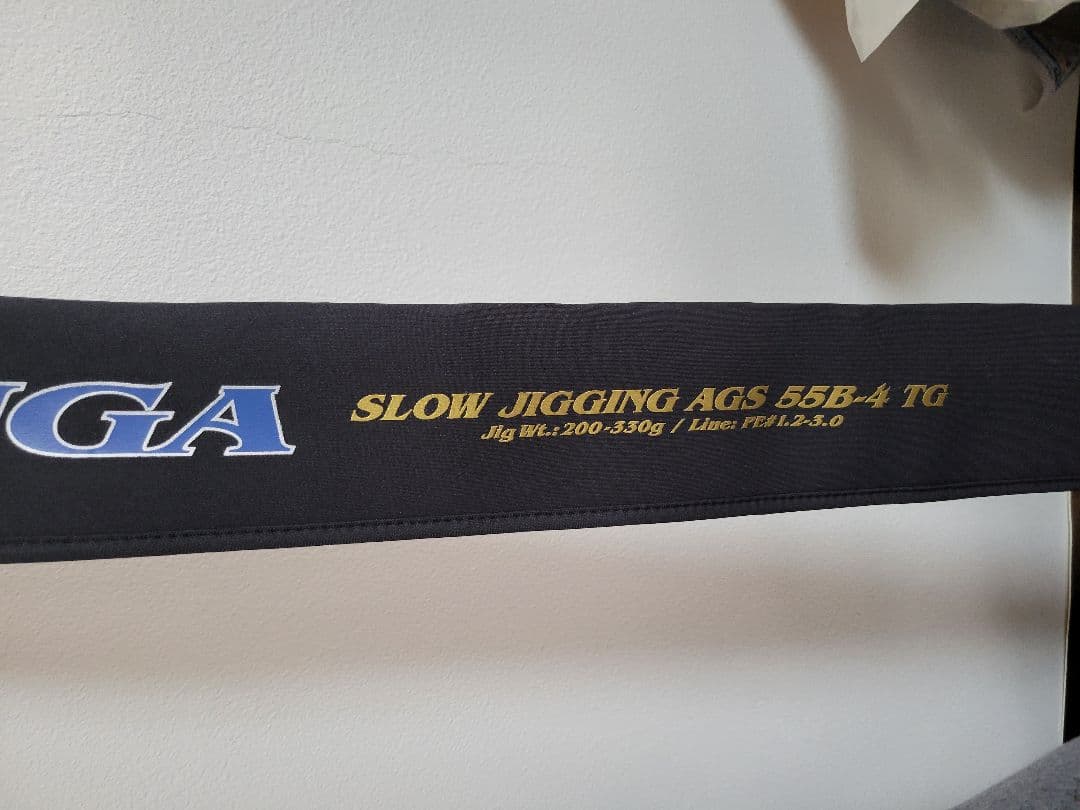 IGA
SLOW JIGGING AGS 55B-4 TG
Jig Wt.:200-330g / Line: PE#1.2-3.0